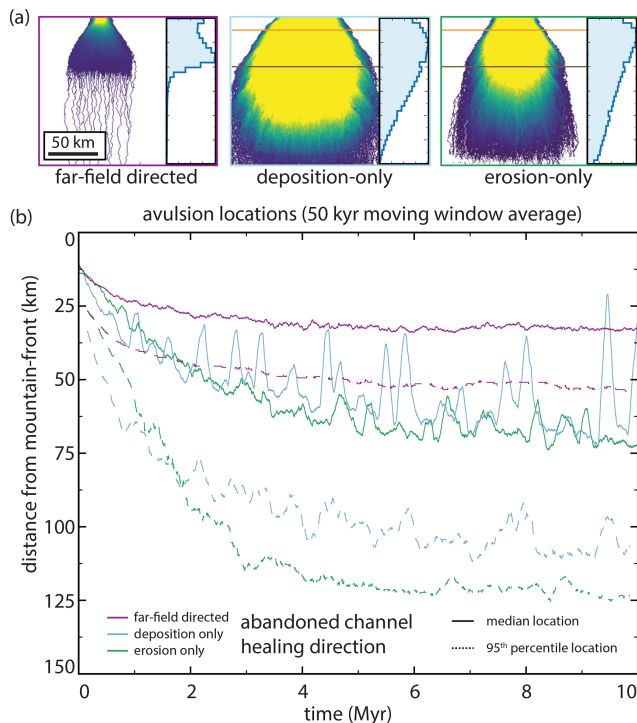 (a)
50 km
far-field directed
deposition-only
erosion-only
(b)
avulsion locations (50 kyr moving window average)
distance from mountain-front (km)
0
25
50
75
100
125
150
far-field directed
deposition only
erosion only
abandoned channel
healing direction
median location
95th percentile location
0
2
4
6
8
10
time (Myr)